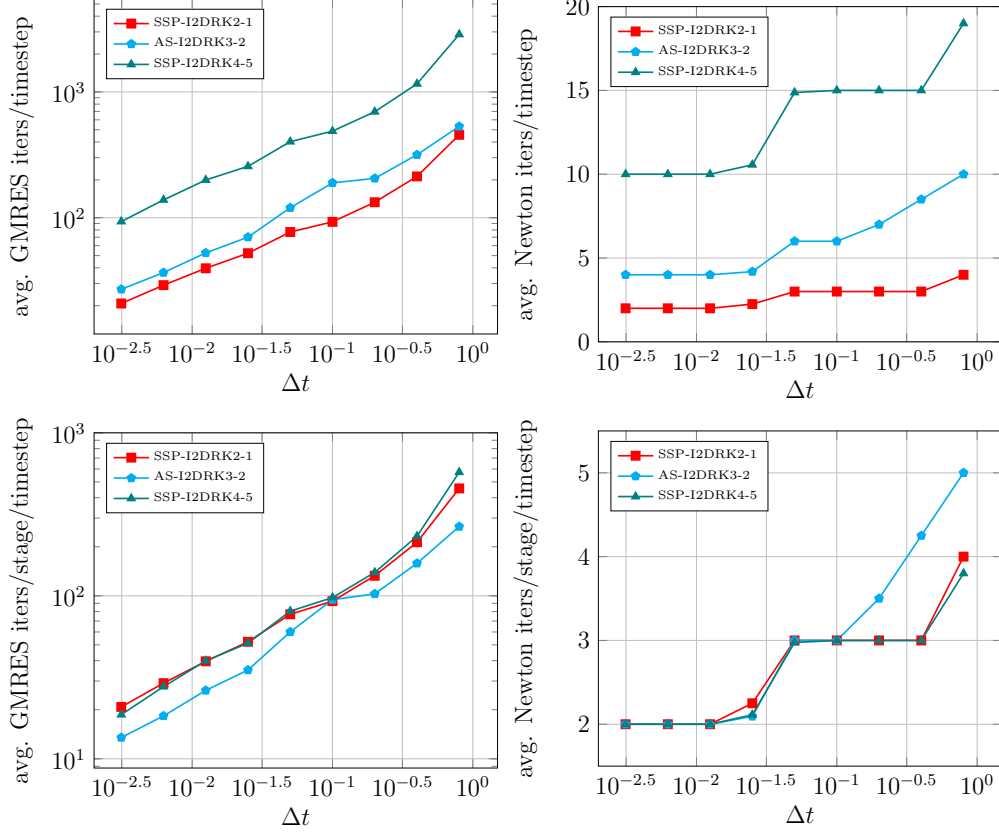 avg. GMRES iters/timestep
10^3
10^2
SSP-I2DRK2-1
AS-I2DRK3-2
SSP-I2DRK4-5
10^−2.5 10^−2 10^−1.5 10^−1 10^−0.5 10^0
Δt
avg. Newton iters/timestep
20
15
10
5
0
SSP-I2DRK2-1
AS-I2DRK3-2
SSP-I2DRK4-5
10^−2.5 10^−2 10^−1.5 10^−1 10^−0.5 10^0
Δt
avg. GMRES iters/stage/timestep
10^3
10^2
10^1
SSP-I2DRK2-1
AS-I2DRK3-2
SSP-I2DRK4-5
10^−2.5 10^−2 10^−1.5 10^−1 10^−0.5 10^0
Δt
avg. Newton iters/stage/timestep
5
4
3
2
SSP-I2DRK2-1
AS-I2DRK3-2
SSP-I2DRK4-5
10^−2.5 10^−2 10^−1.5 10^−1 10^−0.5 10^0
Δt